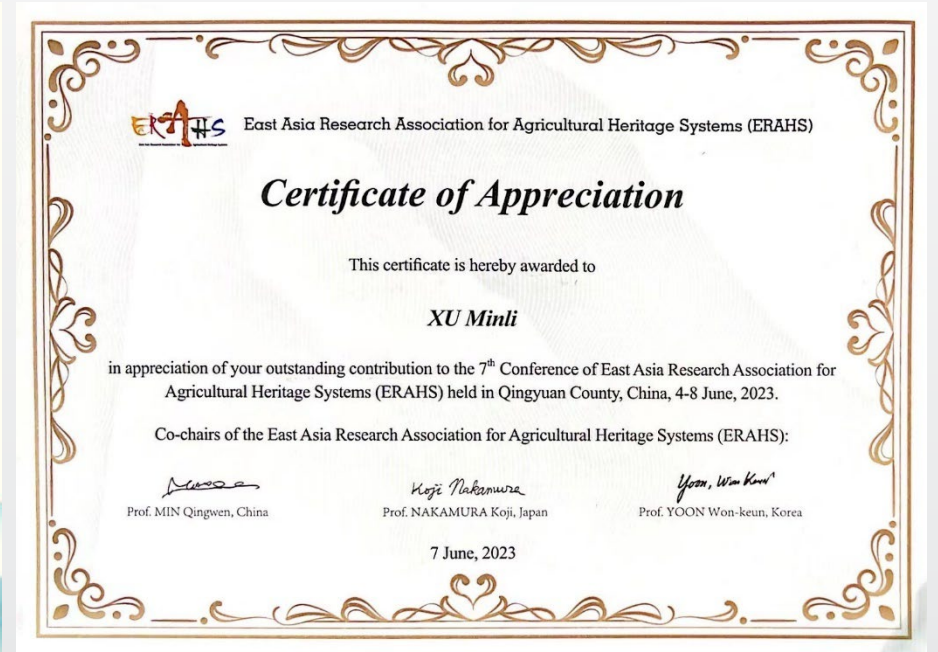 ERAHS East Asia Research Association for Agricultural Heritage Systems (ERAHS)
Certificate of Appreciation
This certificate is hereby awarded to
XU Minli
in appreciation of your outstanding contribution to the 7th Conference of East Asia Research Association for
Agricultural Heritage Systems (ERAHS) held in Qingyuan County, China, 4-8 June, 2023.
Co-chairs of the East Asia Research Association for Agricultural Heritage Systems (ERAHS):
Koji Nakamura Yoon, Won Keun
Prof. MIN Qingwen, China Prof. NAKAMURA Koji, Japan Prof. YOON Won-keun, Korea
7 June, 2023